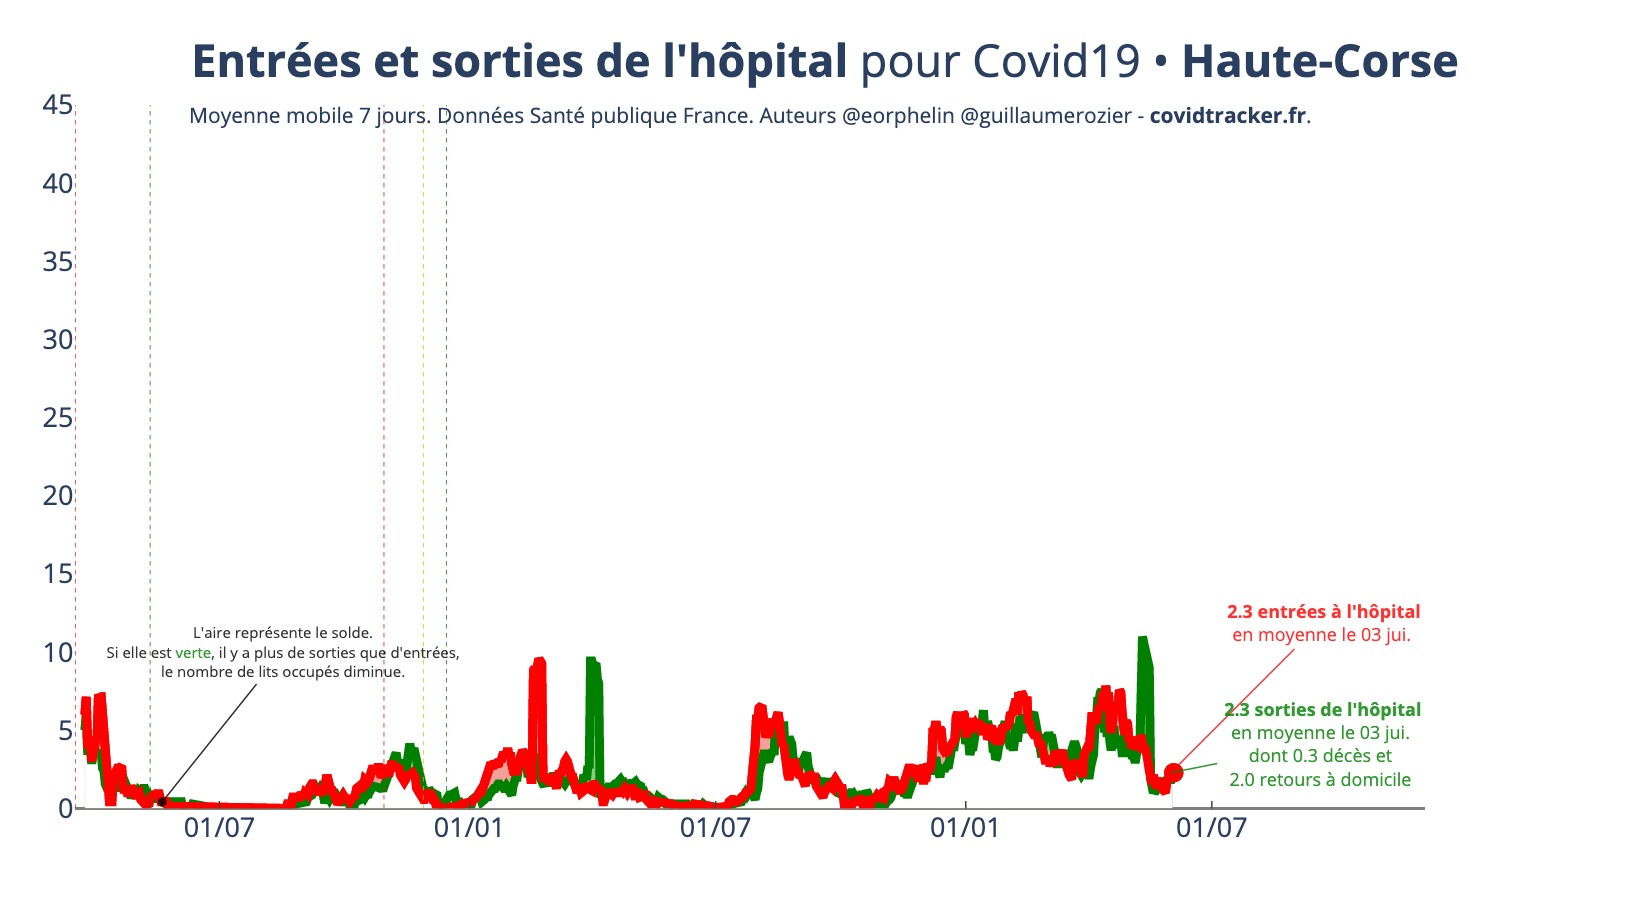 Entrées et sorties de l'hôpital pour Covid19 • Haute-Corse
Moyenne mobile 7 jours. Données Santé publique France. Auteurs @eorphelin @guillaumerozier - covidtracker.fr.
45
40
35
30
25
20
15
10
5
0
L'aire représente le solde.
Si elle est verte, il y a plus de sorties que d'entrées,
le nombre de lits occupés diminue.
2.3 entrées à l'hôpital
en moyenne le 03 jui.
2.3 sorties de l'hôpital
en moyenne le 03 jui.
dont 0.3 décès et
2.0 retours à domicile
01/07
01/01
01/07
01/01
01/07